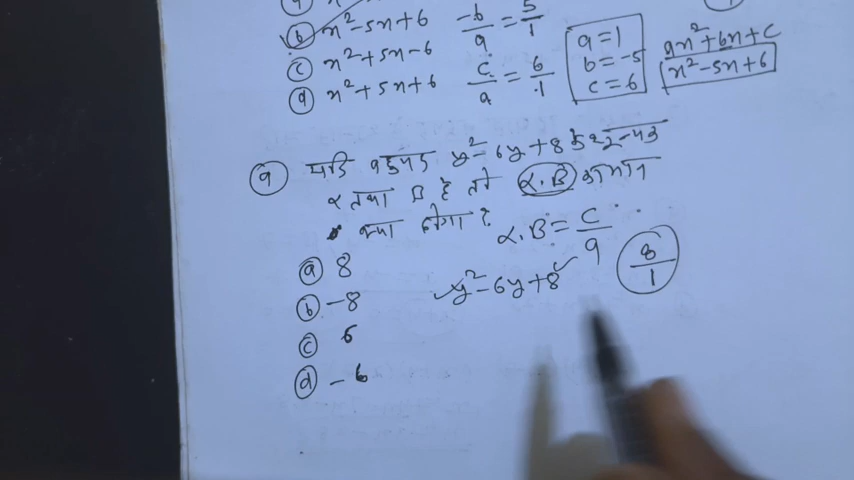 (b) x² - 5x + 6 -b/a = 5/1
(c) x² + 5x - 6 c/a = 6/1
(d) x² + 5x + 6
a = 1
b = -5
c = 6
ax² + bx + c
x² - 5x + 6
(9) यदि बहुपद y² - 6y + 8 के शून्यक
α तथा β है तो α.β का मान
क्या होगा ?
α.β = c/a
(a) 8
(b) -8
(c) 6
(d) -6
y² - 6y + 8
8/1